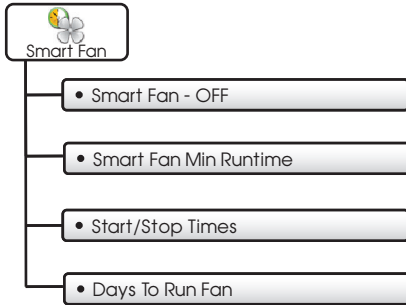 Smart Fan
• Smart Fan - OFF
• Smart Fan Min Runtime
• Start/Stop Times
• Days To Run Fan